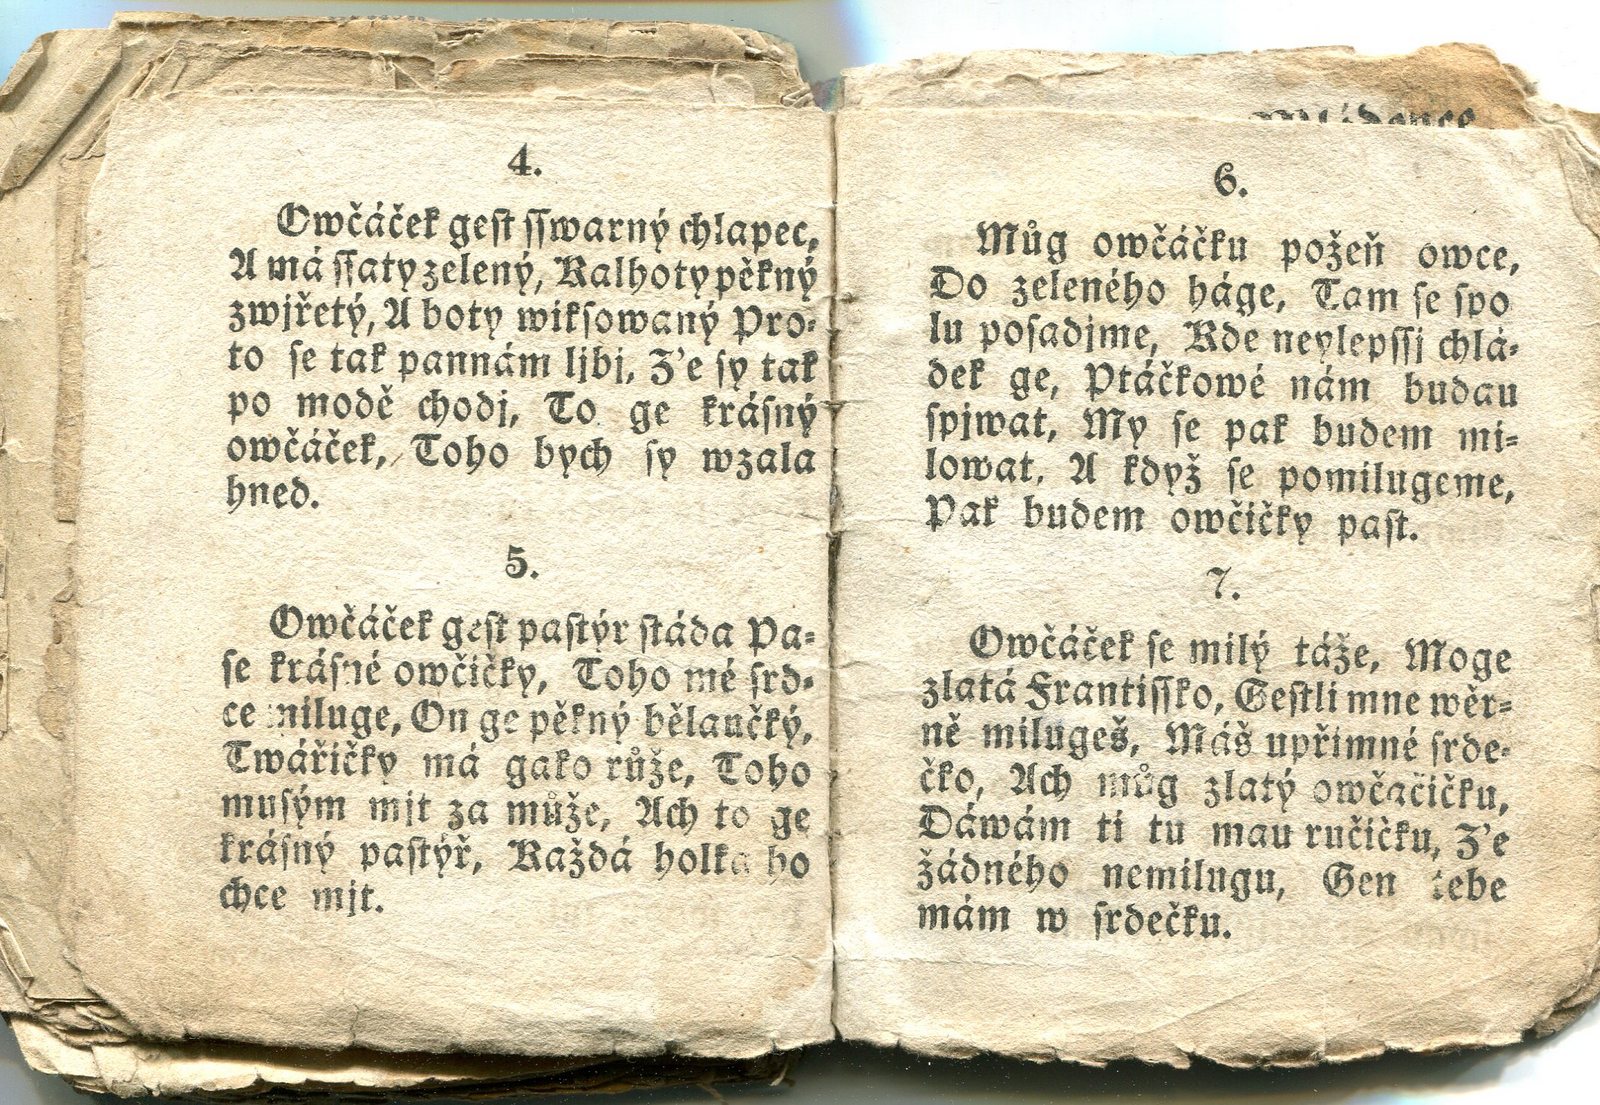 4.
Owčáček gest sswarný chlapec,
A má ssaty zelený, Kalhoty pěkný
zwjřetý, A boty wiksowaný Pro-
to se tak pannám ljbj, Z'e sy tak
po modě chodj, To ge krásný
owčáček, Toho bych sy wzala
hned.
5.
Owčáček gest pastýr stáda Pa-
se krásné owčičky, Toho mé srd-
ce miluge, On ge pěkný bělaučký,
Twářičky má gako růže, Toho
musým mjt za může, Ach to ge
krásný pastýř, Každá holka ho
chce mjt.
6.
Můg owčáčku požeň owce,
Do zeleného háge, Tam se spo
lu posadjme, Kde neylepssj chlá-
dek ge, Ptáčkowé nám budau
spjwat, My se pak budem mi-
lowat, A když se pomilugeme,
Pak budem owčičky past.
7.
Owčáček se milý táže, Moge
zlatá Frantissko, Gestli mne wěr-
ně milugeš, Máš upřimné srde-
čko, Ach můg zlatý owčačičku,
Dáwám ti tu mau ručičku, Z'e
žádného nemilugu, Gen tebe
mám w srdečku.